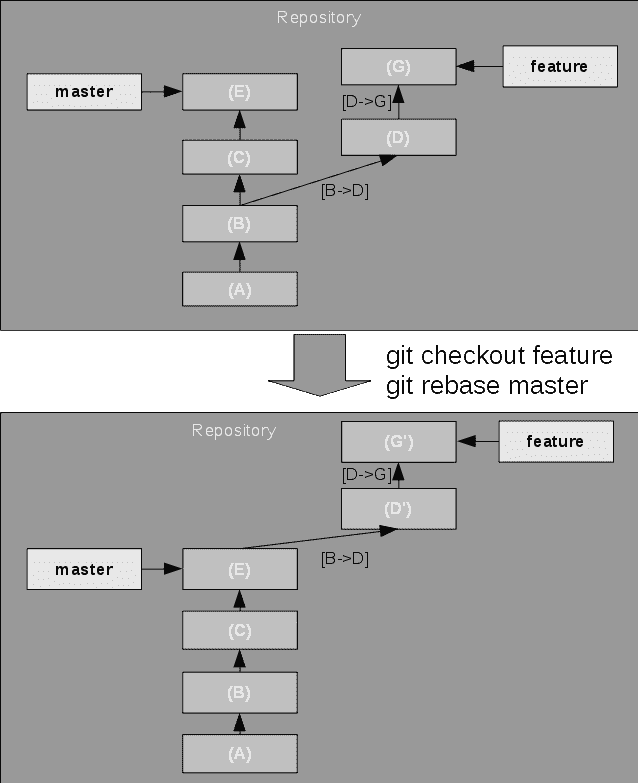 Repository
(G)
feature
master
(E)
[D->G]
(D)
(C)
[B->D]
(B)
(A)
git checkout feature
git rebase master
Repository
(G')
feature
[D->G]
(D')
[B->D]
master
(E)
(C)
(B)
(A)